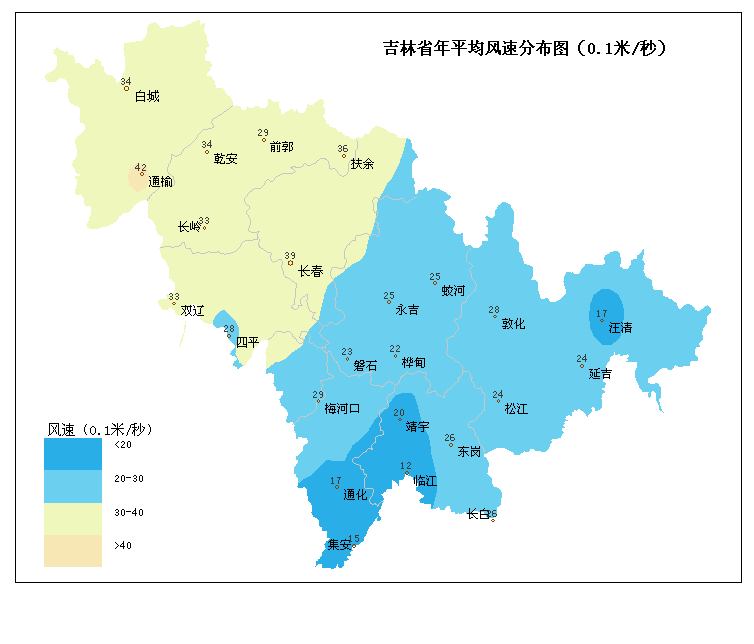 吉林省年平均风速分布图（0.1米/秒）
34
白城
29
前郭
34
乾安
36
扶余
42
通榆
长岭 33
39
长春
25
蛟河
33
双辽
25
永吉
28
敦化
17
汪清
28
四平
23
磐石
22
桦甸
24
延吉
29
梅河口
24
松江
20
靖宇
26
东岗
12
临江
17
通化
长白 26
集安 15
风速（0.1米/秒）
<20
20-30
30-40
>40